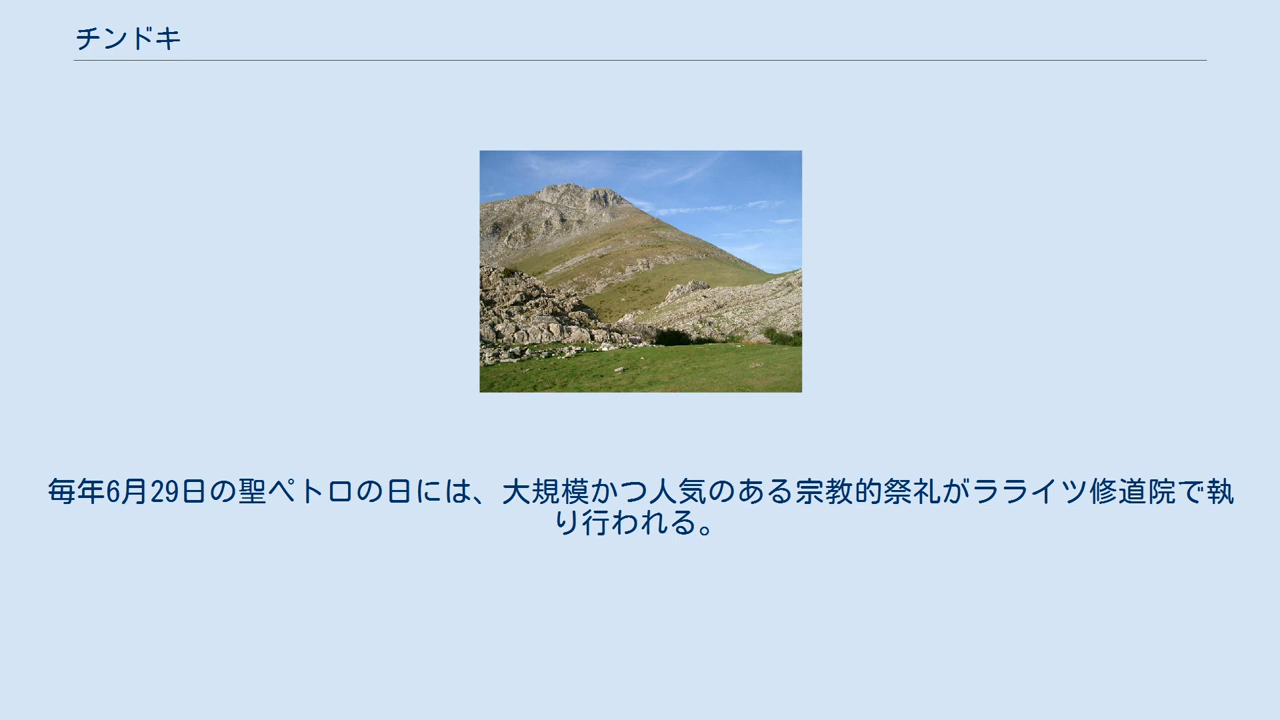 チンドキ
毎年6月29日の聖ペトロの日には、大規模かつ人気のある宗教的祭礼がラライツ修道院で執
り行われる。